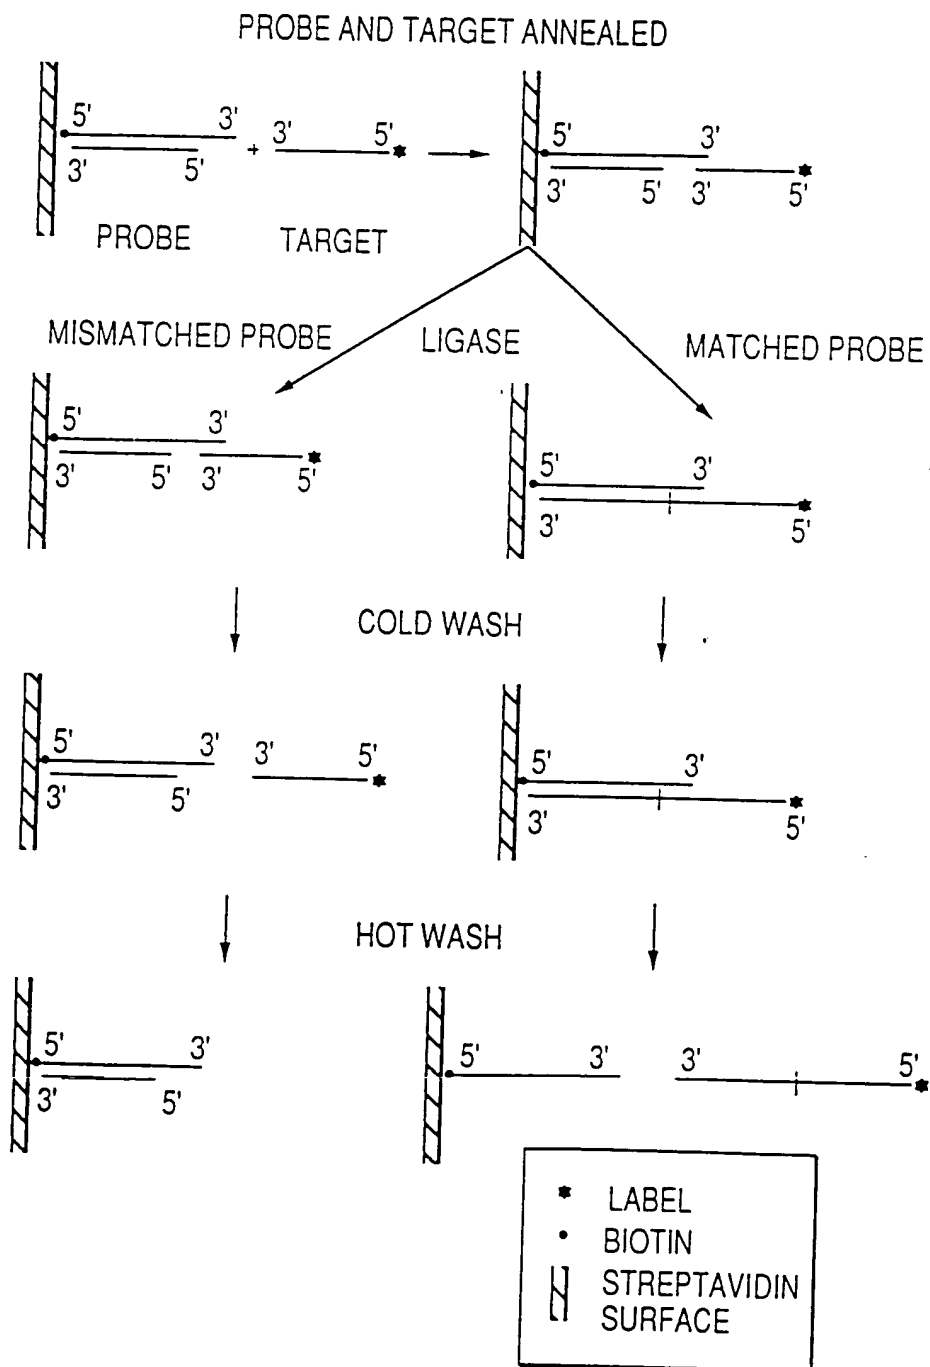 PROBE AND TARGET ANNEALED
5' 3' 3' 5' 5' 3'
+
3' 5' 3' 5' 3' 5'
PROBE TARGET
MISMATCHED PROBE LIGASE MATCHED PROBE
5' 3' 5' 3'
3' 5' 3' 5' 3' 5'
COLD WASH
5' 3' 3' 5' 5' 3'
3' 5' 3' 5'
HOT WASH
5' 3' 5' 3' 3' 5'
3' 5'
LABEL
BIOTIN
STREPTAVIDIN
SURFACE